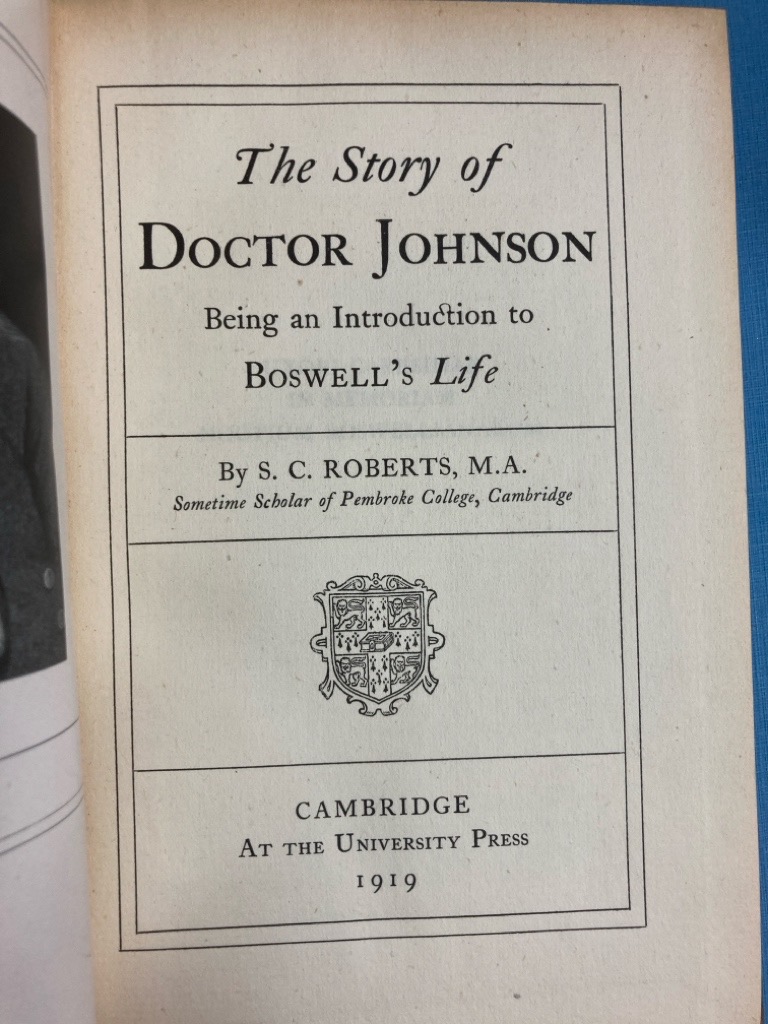 The Story of
DOCTOR JOHNSON
Being an Introduction to
BOSWELL'S Life
By S. C. ROBERTS, M.A.
Sometime Scholar of Pembroke College, Cambridge
CAMBRIDGE
AT THE UNIVERSITY PRESS
1919